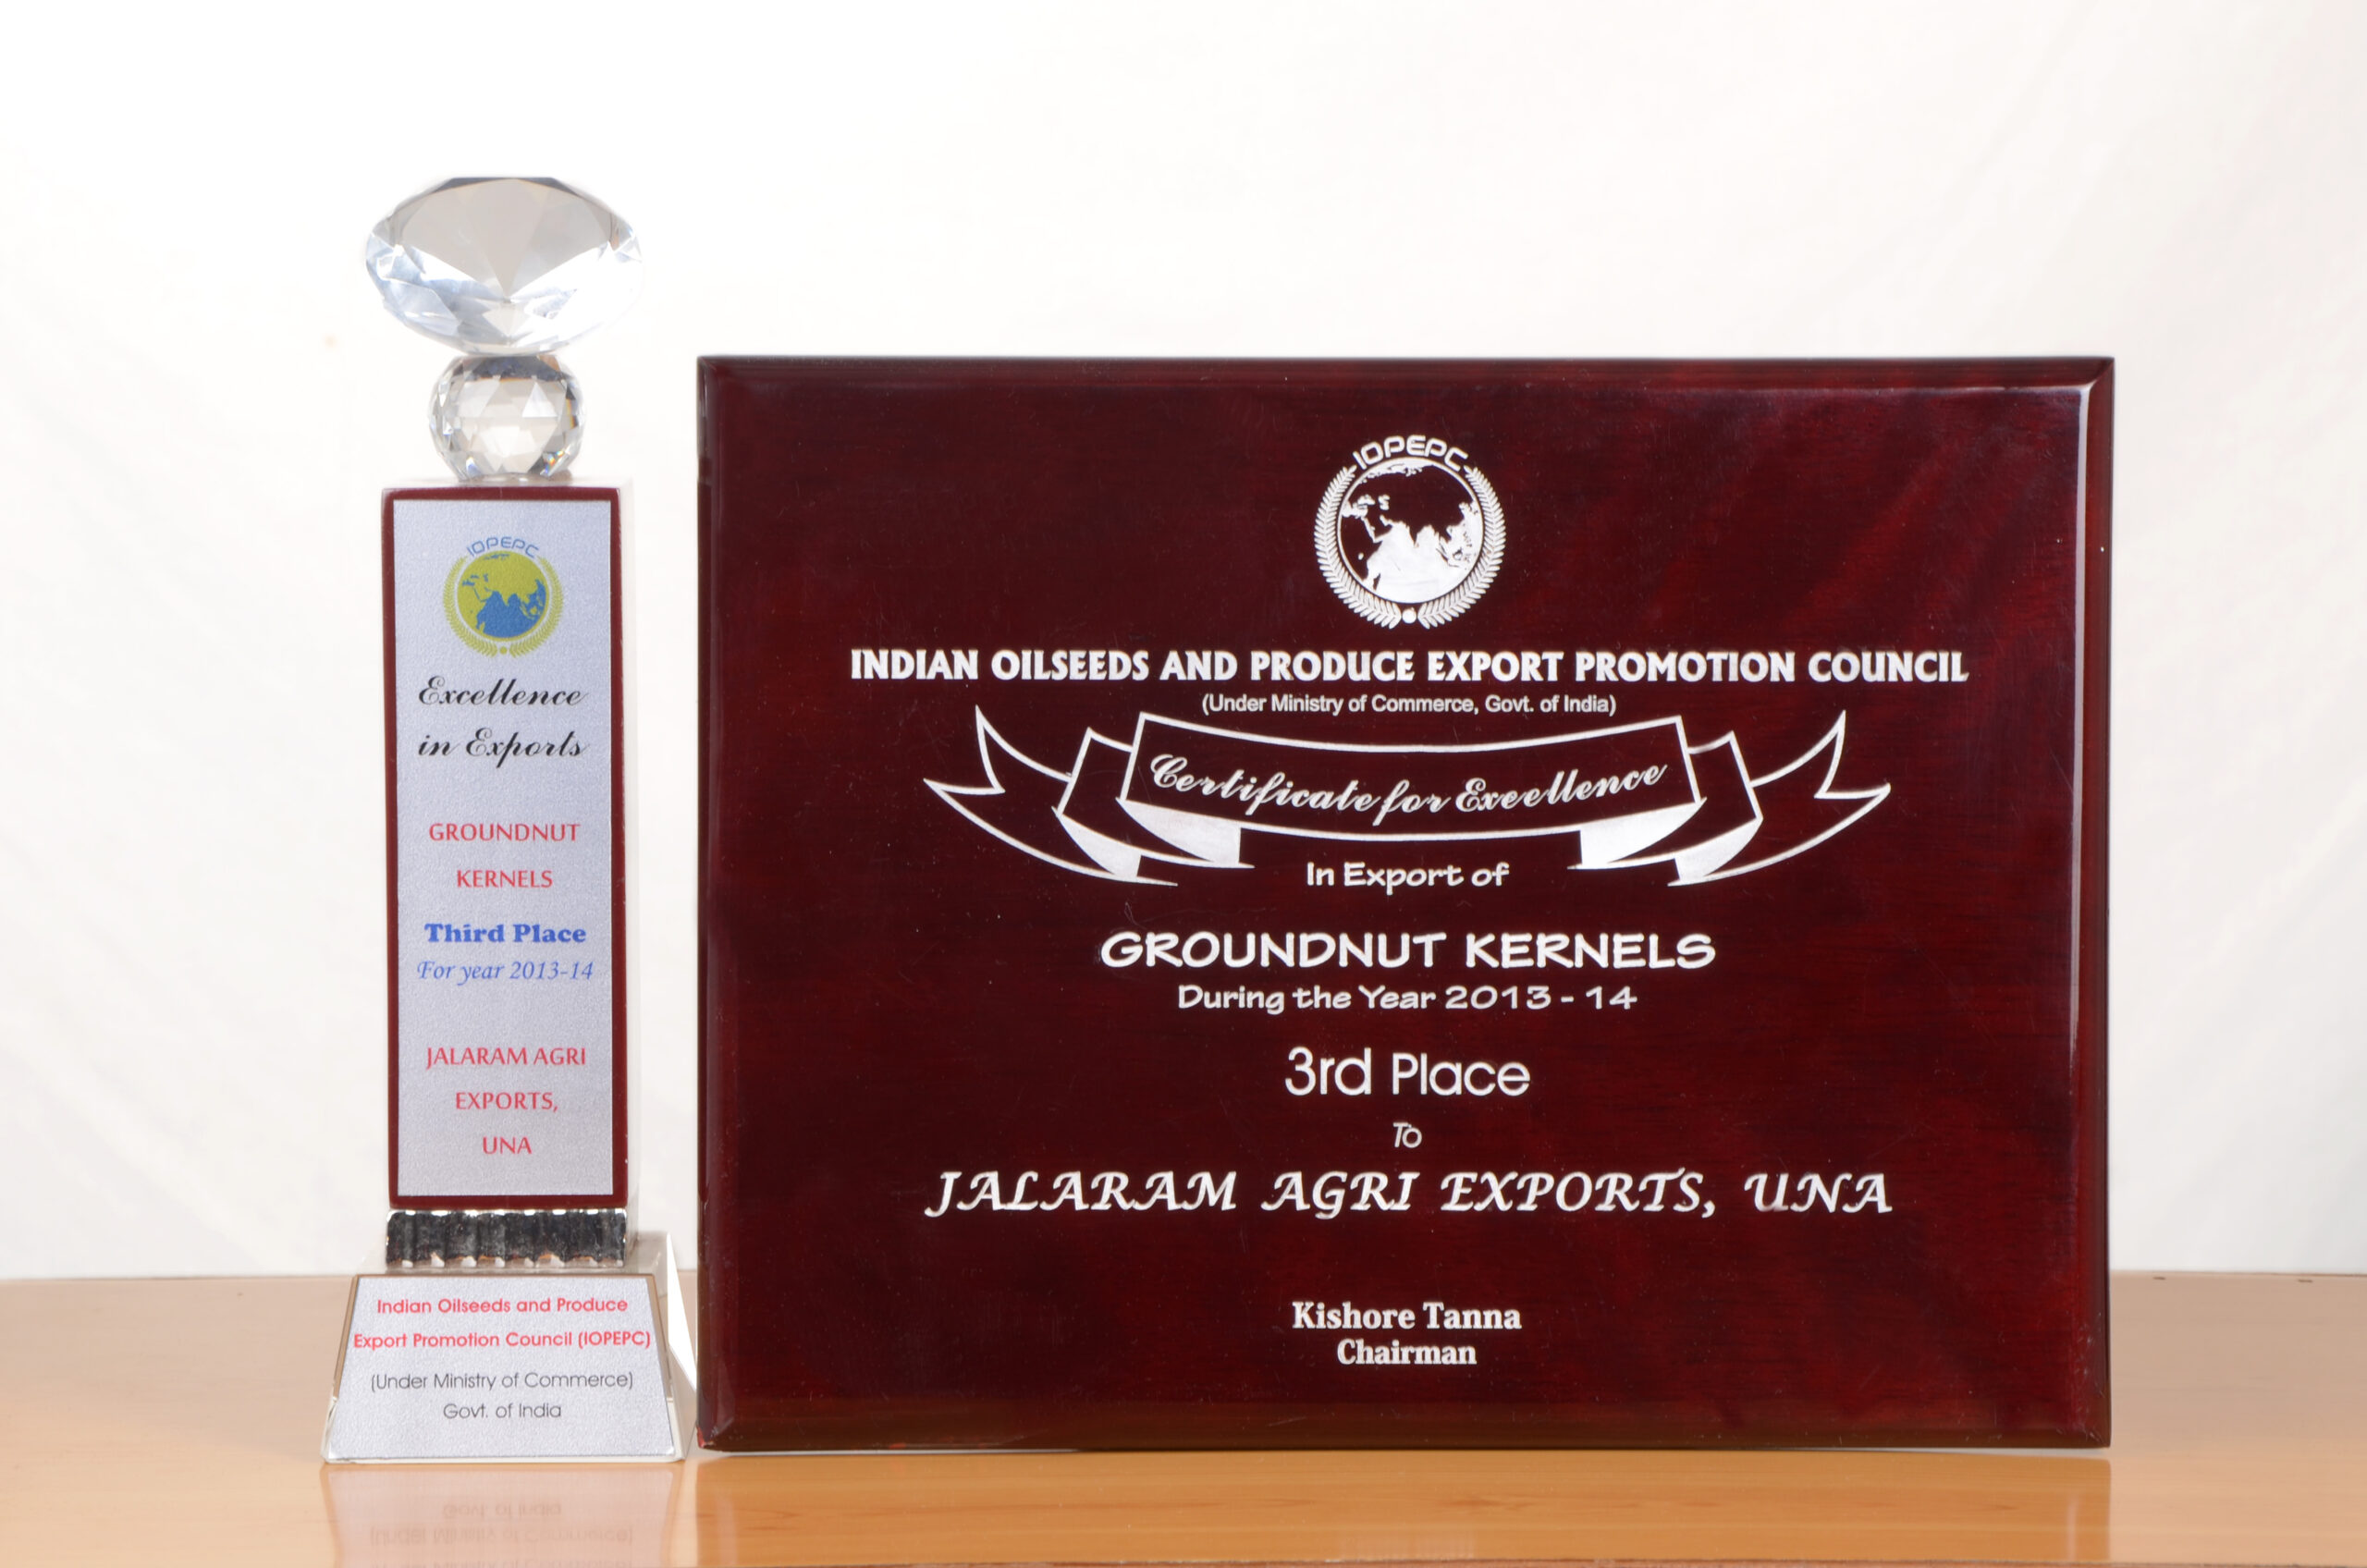 IOPEPC
Excellence
in Exports
GROUNDNUT
KERNELS
Third Place
For year 2013-14
JALARAM AGRI
EXPORTS,
UNA
Indian Oilseeds and Produce
Export Promotion Council (IOPEPC)
(Under Ministry of Commerce)
Govt. of India
IOPEPC
INDIAN OILSEEDS AND PRODUCE EXPORT PROMOTION COUNCIL
(Under Ministry of Commerce, Govt. of India)
Certificate for Excellence
In Export of
GROUNDNUT KERNELS
During the Year 2013 - 14
3rd Place
To
JALARAM AGRI EXPORTS, UNA
Kishore Tanna
Chairman